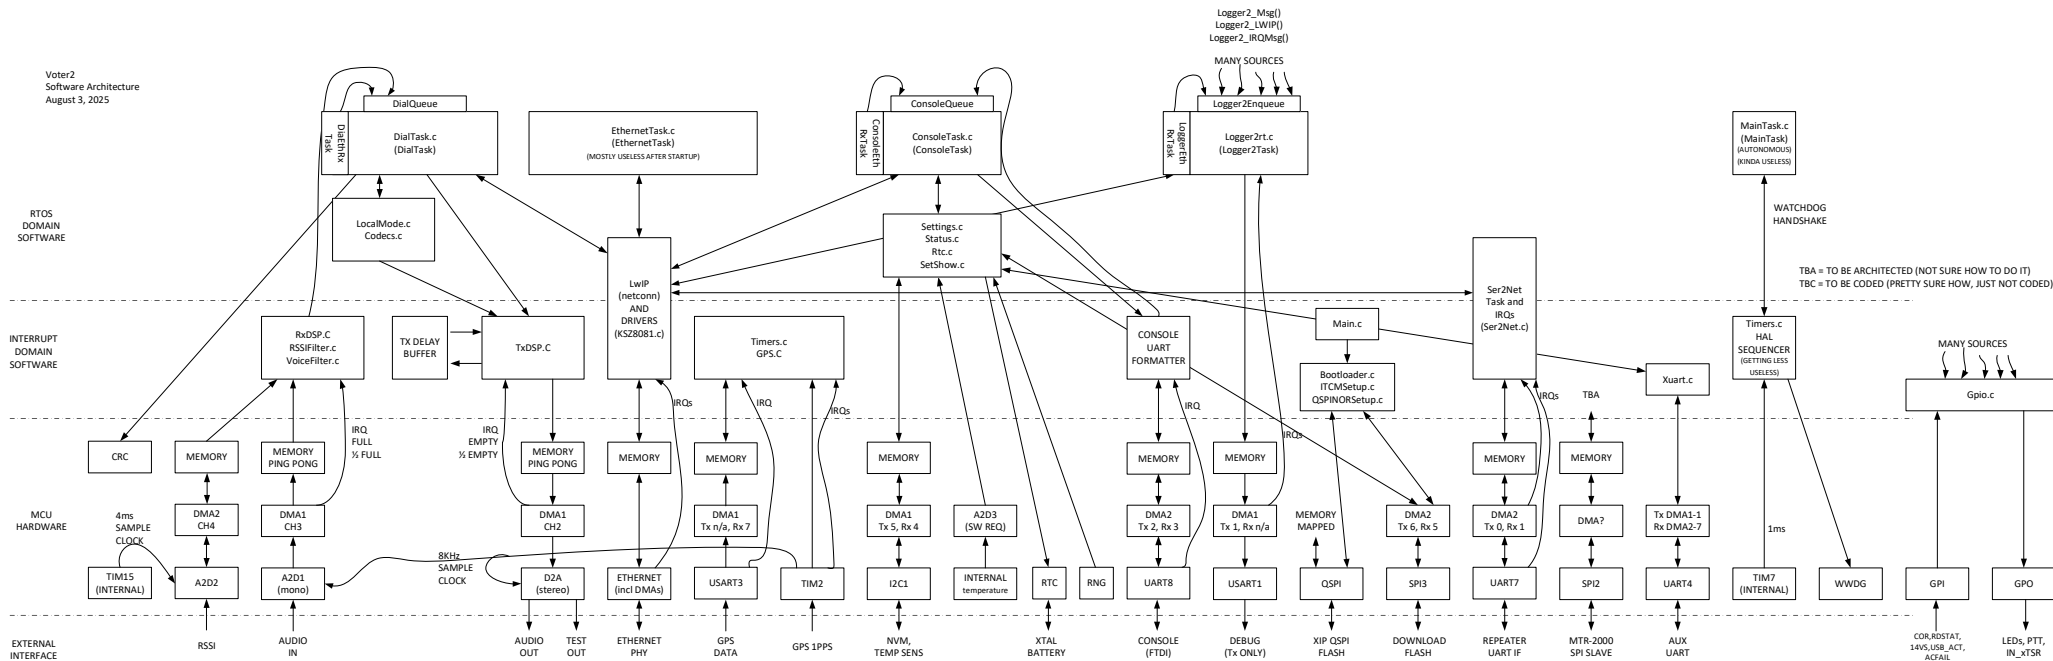 Logger2_Msg()
Logger2_LWIP()
Logger2_IRQMsg()
MANY SOURCES
Voter2
Software Architecture
August 3, 2025
DialQueue
DialEthRx
Task
DialTask.c
(DialTask)
EthernetTask.c
(EthernetTask)
(MOSTLY USELESS AFTER STARTUP)
ConsoleQueue
ConsoleEth
RxTask
ConsoleTask.c
(ConsoleTask)
Logger2Enqueue
LoggerEth
RxTask
Logger2rt.c
(Logger2Task)
MainTask.c
(MainTask)
(AUTONOMOUS)
(KINDA USELESS)
RTOS
DOMAIN
SOFTWARE
LocalMode.c
Codecs.c
Settings.c
Status.c
Rtc.c
SetShow.c
WATCHDOG
HANDSHAKE
TBA = TO BE ARCHITECTED (NOT SURE HOW TO DO IT)
TBC = TO BE CODED (PRETTY SURE HOW, JUST NOT CODED)
LwIP
(netconn)
AND
DRIVERS
(KSZ8081.c)
Ser2Net
Task and
IRQs
(Ser2Net.c)
INTERRUPT
DOMAIN
SOFTWARE
RxDSP.C
RSSIFilter.c
VoiceFilter.c
TX DELAY
BUFFER
TxDSP.C
Timers.c
GPS.C
CONSOLE
UART
FORMATTER
Main.c
Bootloader.c
ITCMSetup.c
QSPINORSetup.c
Xuart.c
Timers.c
HAL
SEQUENCER
(GETTING LESS
USELESS)
MANY SOURCES
Gpio.c
IRQ
FULL
½ FULL
IRQ
EMPTY
½ EMPTY
IRQs
IRQ
IRQs
IRQ
IRQs
IRQs
TBA
MCU
HARDWARE
CRC
MEMORY
MEMORY
PING PONG
MEMORY
PING PONG
MEMORY
MEMORY
MEMORY
MEMORY
MEMORY
MEMORY
MEMORY
4ms
SAMPLE
CLOCK
DMA2
CH4
DMA1
CH3
DMA1
CH2
DMA1
Tx n/a, Rx 7
DMA1
Tx 5, Rx 4
A2D3
(SW REQ)
DMA2
Tx 2, Rx 3
DMA1
Tx 1, Rx n/a
MEMORY
MAPPED
DMA2
Tx 6, Rx 5
DMA2
Tx 0, Rx 1
DMA?
Tx DMA1-1
Rx DMA2-7
1ms
8KHz
SAMPLE
CLOCK
TIM15
(INTERNAL)
A2D2
A2D1
(mono)
D2A
(stereo)
ETHERNET
(incl DMAs)
USART3
TIM2
I2C1
INTERNAL
temperature
RTC
RNG
UART8
USART1
QSPI
SPI3
UART7
SPI2
UART4
TIM7
(INTERNAL)
WWDG
GPI
GPO
EXTERNAL
INTERFACE
RSSI
AUDIO
IN
AUDIO
OUT
TEST
OUT
ETHERNET
PHY
GPS
DATA
GPS 1PPS
NVM,
TEMP SENS
XTAL
BATTERY
CONSOLE
(FTDI)
DEBUG
(Tx ONLY)
XIP QSPI
FLASH
DOWNLOAD
FLASH
REPEATER
UART IF
MTR-2000
SPI SLAVE
AUX
UART
COR,RDSTAT,
14VS,USB_ACT,
ACFAIL
LEDs, PTT,
IN_xTSR